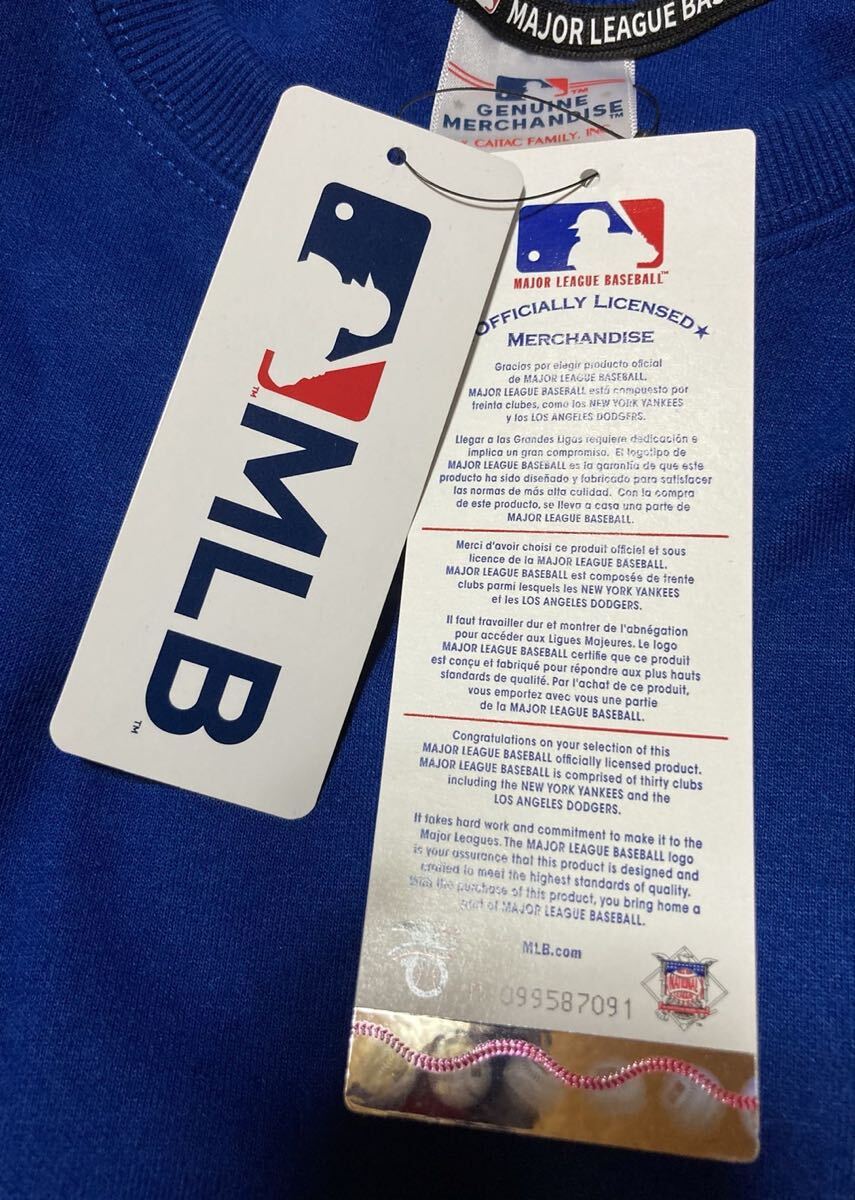 MAJOR LEAGUE BAS
GENUINE
MERCHANDISE™
CAITAC FAMILY, INC
MLB
™
™
MAJOR LEAGUE BASEBALL™
OFFICIALLY LICENSED
MERCHANDISE
Gracias por elegir producto oficial
de MAJOR LEAGUE BASEBALL.
MAJOR LEAGUE BASEBALL está compuesto por
treinta clubes, como los NEW YORK YANKEES
y los LOS ANGELES DODGERS.
Llegar a las Grandes Ligas requiere dedicación e
implica un gran compromiso. El logotipo de
MAJOR LEAGUE BASEBALL es la garantía de que este
producto ha sido diseñado y fabricado para satisfacer
las normas de más alta calidad. Con la compra
de este producto, se lleva a casa una parte de
MAJOR LEAGUE BASEBALL.
Merci d'avoir choisi ce produit officiel et sous
licence de la MAJOR LEAGUE BASEBALL.
MAJOR LEAGUE BASEBALL est composée de trente
clubs parmi lesquels les NEW YORK YANKEES
et les LOS ANGELES DODGERS.
Il faut travailler dur et montrer de l'abnégation
pour accéder aux Ligues Majeures. Le logo
MAJOR LEAGUE BASEBALL certifie que ce produit
est conçu et fabriqué pour répondre aux plus hauts
standards de qualité. Par l'achat de ce produit,
vous emportez avec vous une partie
de la MAJOR LEAGUE BASEBALL.
Congratulations on your selection of this
MAJOR LEAGUE BASEBALL officially licensed product.
MAJOR LEAGUE BASEBALL is comprised of thirty clubs
including the NEW YORK YANKEES and the
LOS ANGELES DODGERS.
It takes hard work and commitment to make it to the
Major Leagues. The MAJOR LEAGUE BASEBALL logo
is your assurance that this product is designed and
crafted to meet the highest standards of quality.
With the purchase of this product, you bring home a
part of MAJOR LEAGUE BASEBALL.
MLB.com
099587091
NATIONAL
LEAGUE